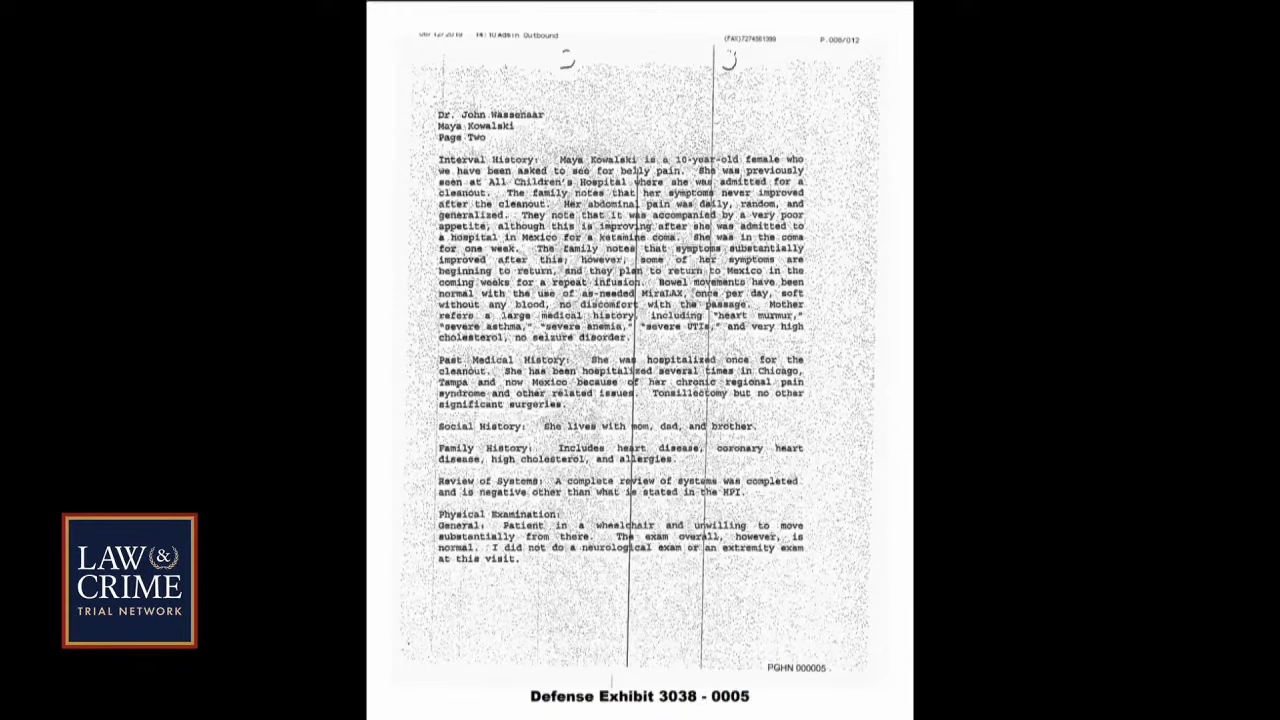 14:10 Admin Outbound
(FAX)7274561399
P.006/012
Dr. John Wassenaar
Maya Kowalski
Page Two
Interval History: Maya Kowalski is a 10-year-old female who
we have been asked to see for belly pain. She was previously
seen at All Children's Hospital where she was admitted for a
cleanout. The family notes that her symptoms never improved
after the cleanout. Her abdominal pain was daily, random, and
generalized. They note that it was accompanied by a very poor
appetite, although this is improving after she was admitted to
a hospital in Mexico for a ketamine coma. She was in the coma
for one week. The family notes that symptoms substantially
improved after this; however, some of her symptoms are
beginning to return, and they plan to return to Mexico in the
coming weeks for a repeat infusion. Bowel movements have been
normal with the use of as-needed MiraLAX, once per day, soft
without any blood, no discomfort with the passage. Mother
refers a large medical history, including "heart murmur,"
"severe asthma," "severe anemia," "severe UTIs," and very high
cholesterol, no seizure disorder.
Past Medical History: She was hospitalized once for the
cleanout. She has been hospitalized several times in Chicago,
Tampa and now Mexico because of her chronic regional pain
syndrome and other related issues. Tonsillectomy but no other
significant surgeries.
Social History: She lives with mom, dad, and brother.
Family History: Includes heart disease, coronary heart
disease, high cholesterol, and allergies.
Review of Systems: A complete review of systems was completed
and is negative other than what is stated in the HPI.
Physical Examination:
General: Patient in a wheelchair and unwilling to move
substantially from there. The exam overall, however, is
normal. I did not do a neurological exam or an extremity exam
at this visit.
LAW &
CRIME
TRIAL NETWORK
PGHN 000005
Defense Exhibit 3038 - 0005